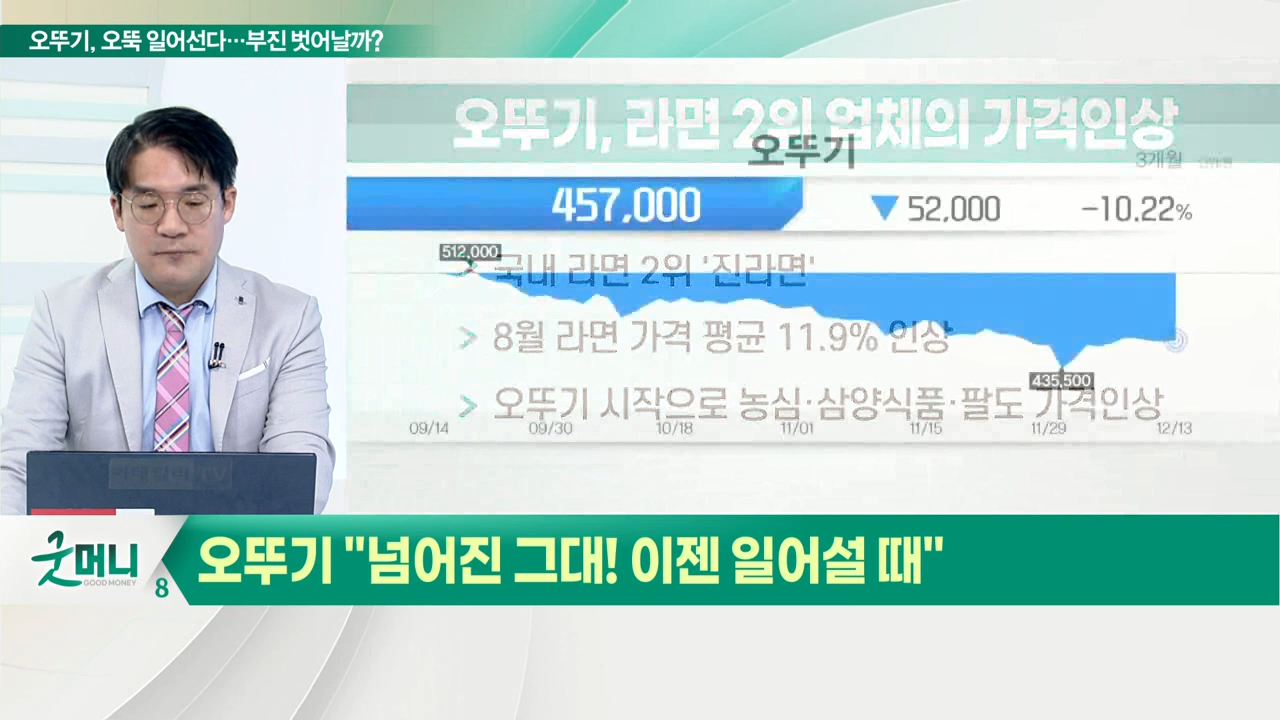 오뚜기, 오뚝 일어선다…부진 벗어날까?
오뚜기, 라면 2위 업체의 가격인상
오뚜기
3개월
457,000 ▼ 52,000 -10.22%
512,000
국내 라면 2위 '진라면'
> 8월 라면 가격 평균 11.9% 인상
435,500
> 오뚜기 시작으로 농심·삼양식품·팔도 가격인상
09/14 09/30 10/18 11/01 11/15 11/29 12/13
굿머니
GOOD MONEY
8
오뚜기 "넘어진 그대! 이젠 일어설 때"